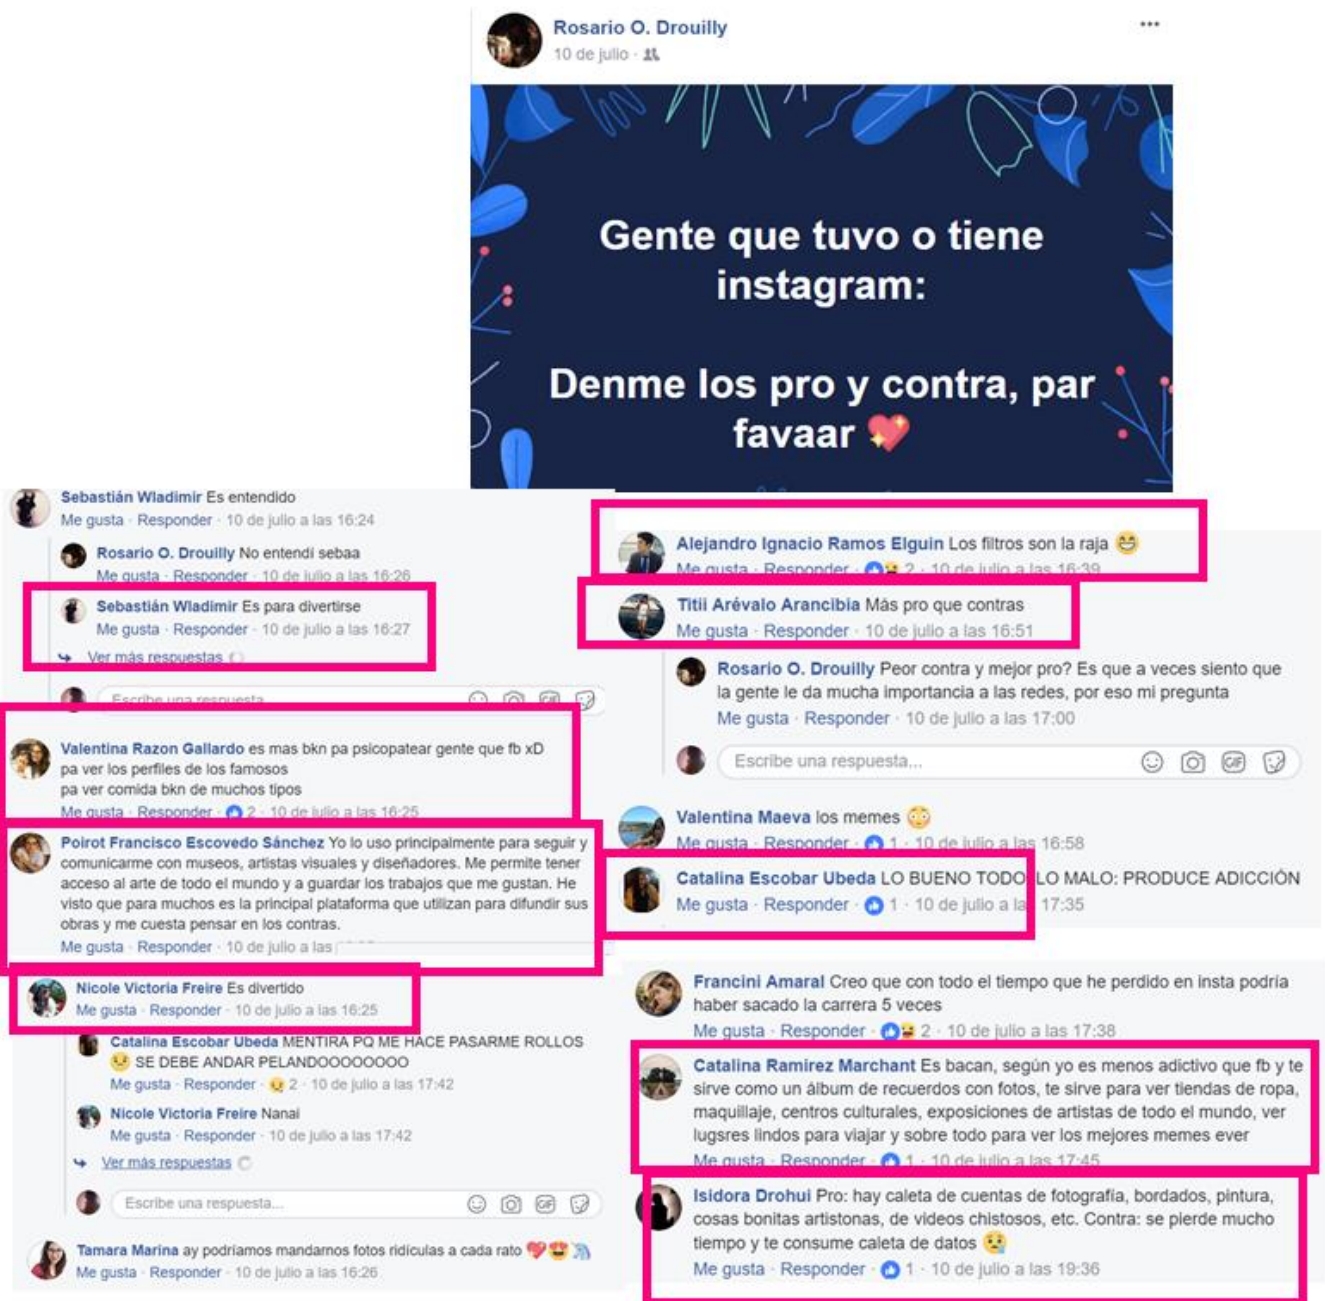 Rosario O. Drouilly
10 de julio
Gente que tuvo o tiene
instagram:
Denme los pro y contra, par
favaar
Sebastián Wladimir Es entendido
Me gusta · Responder · 10 de julio a las 16:24
Rosario O. Drouilly No entendí sebaa
Me gusta · Responder · 10 de julio a las 16:26
Sebastián Wladimir Es para divertirse
Me gusta · Responder · 10 de julio a las 16:27
Ver más respuestas
Escribe una respuesta...
GIF
Valentina Razon Gallardo es mas bkn pa psicopatear gente que fb xD
pa ver los perfiles de los famosos
pa ver comida bkn de muchos tipos
Me gusta · Responder · 2 · 10 de julio a las 16:25
Poirot Francisco Escovedo Sánchez Yo lo uso principalmente para seguir y
comunicarme con museos, artistas visuales y diseñadores. Me permite tener
acceso al arte de todo el mundo y a guardar los trabajos que me gustan. He
visto que para muchos es la principal plataforma que utilizan para difundir sus
obras y me cuesta pensar en los contras.
Me gusta · Responder · 10 de julio a las
Nicole Victoria Freire Es divertido
Me gusta · Responder · 10 de julio a las 16:25
Catalina Escobar Ubeda MENTIRA PQ ME HACE PASARME ROLLOS
SE DEBE ANDAR PELANDOOOOOOOO
Me gusta · Responder · 2 · 10 de julio a las 17:42
Nicole Victoria Freire Nanai
Me gusta · Responder · 10 de julio a las 17:42
Ver más respuestas
Escribe una respuesta...
GIF
Tamara Marina ay podríamos mandarnos fotos ridículas a cada rato
Me gusta · Responder · 10 de julio a las 16:26
Alejandro Ignacio Ramos Elguin Los filtros son la raja
Me gusta · Responder · 2 · 10 de julio a las 16:39
Titii Arévalo Arancibia Más pro que contras
Me gusta · Responder · 10 de julio a las 16:51
Rosario O. Drouilly Peor contra y mejor pro? Es que a veces siento que
la gente le da mucha importancia a las redes, por eso mi pregunta
Me gusta · Responder · 10 de julio a las 17:00
Escribe una respuesta...
GIF
Valentina Maeva los memes
Me gusta · Responder · 1 · 10 de julio a las 16:58
Catalina Escobar Ubeda LO BUENO TODO LO MALO: PRODUCE ADICCIÓN
Me gusta · Responder · 1 · 10 de julio a las 17:35
Francini Amaral Creo que con todo el tiempo que he perdido en insta podría
haber sacado la carrera 5 veces
Me gusta · Responder · 2 · 10 de julio a las 17:38
Catalina Ramirez Marchant Es bacan, según yo es menos adictivo que fb y te
sirve como un álbum de recuerdos con fotos, te sirve para ver tiendas de ropa,
maquillaje, centros culturales, exposiciones de artistas de todo el mundo, ver
lugsres lindos para viajar y sobre todo para ver los mejores memes ever
Me gusta · Responder · 1 · 10 de julio a las 17:45
Isidora Drohui Pro: hay caleta de cuentas de fotografía, bordados, pintura,
cosas bonitas artistonas, de videos chistosos, etc. Contra: se pierde mucho
tiempo y te consume caleta de datos
Me gusta · Responder · 1 · 10 de julio a las 19:36